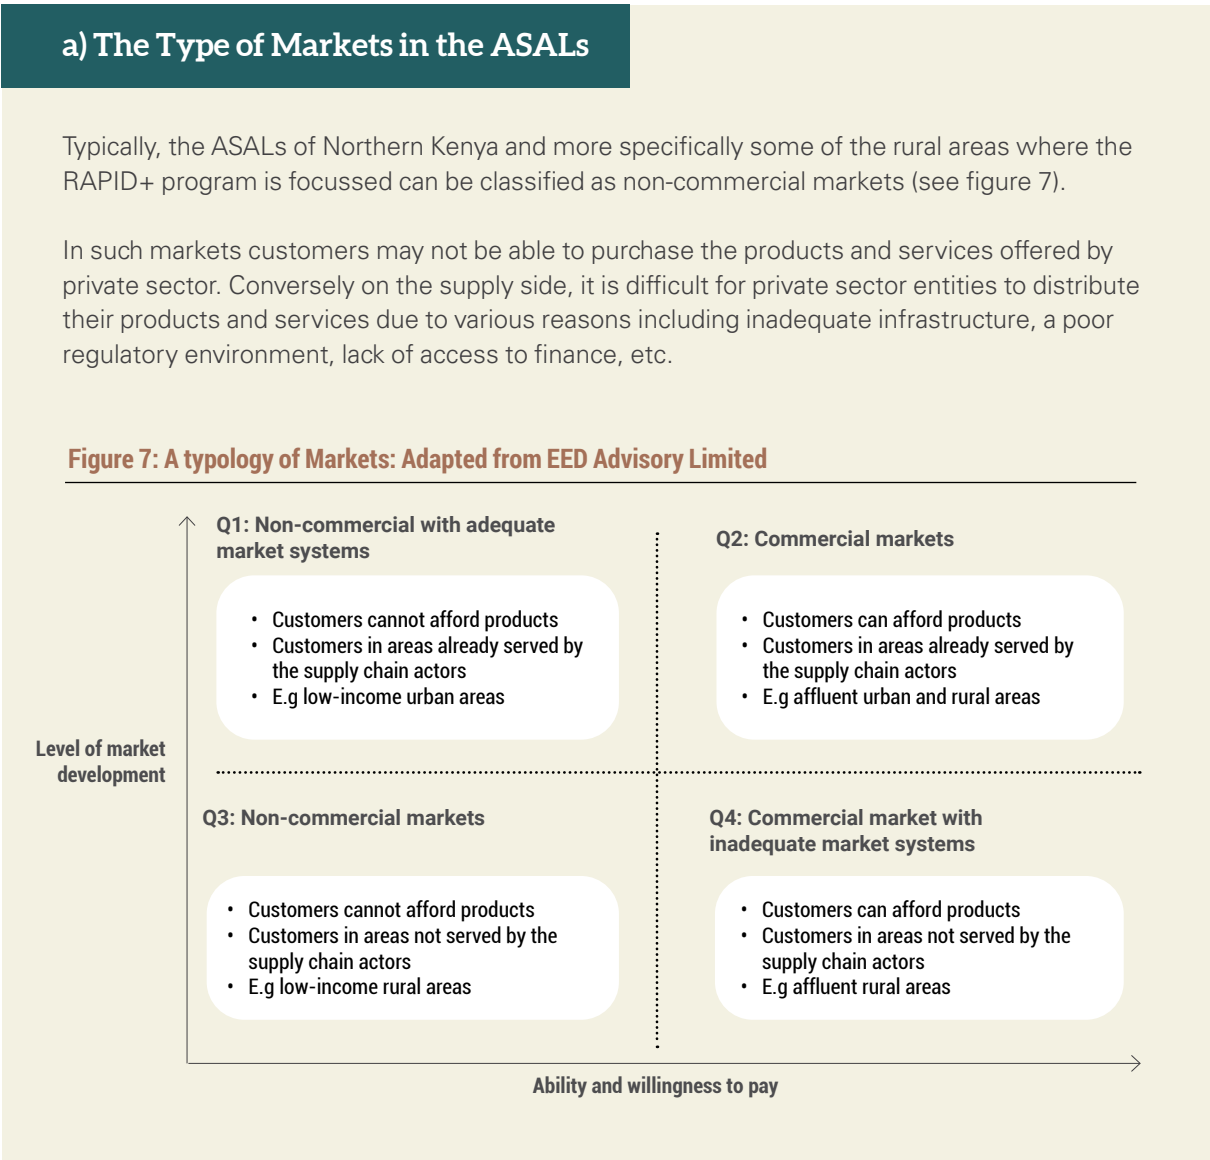 a) The Type of Markets in the ASALs
Typically, the ASALs of Northern Kenya and more specifically some of the rural areas where the
RAPID+ program is focussed can be classified as non-commercial markets (see figure 7).
In such markets customers may not be able to purchase the products and services offered by
private sector. Conversely on the supply side, it is difficult for private sector entities to distribute
their products and services due to various reasons including inadequate infrastructure, a poor
regulatory environment, lack of access to finance, etc.
Figure 7: A typology of Markets: Adapted from EED Advisory Limited
Q1: Non-commercial with adequate
market systems
• Customers cannot afford products
• Customers in areas already served by
the supply chain actors
• E.g low-income urban areas
Q2: Commercial markets
• Customers can afford products
• Customers in areas already served by
the supply chain actors
• E.g affluent urban and rural areas
Level of market
development
Q3: Non-commercial markets
• Customers cannot afford products
• Customers in areas not served by the
supply chain actors
• E.g low-income rural areas
Q4: Commercial market with
inadequate market systems
• Customers can afford products
• Customers in areas not served by the
supply chain actors
• E.g affluent rural areas
Ability and willingness to pay